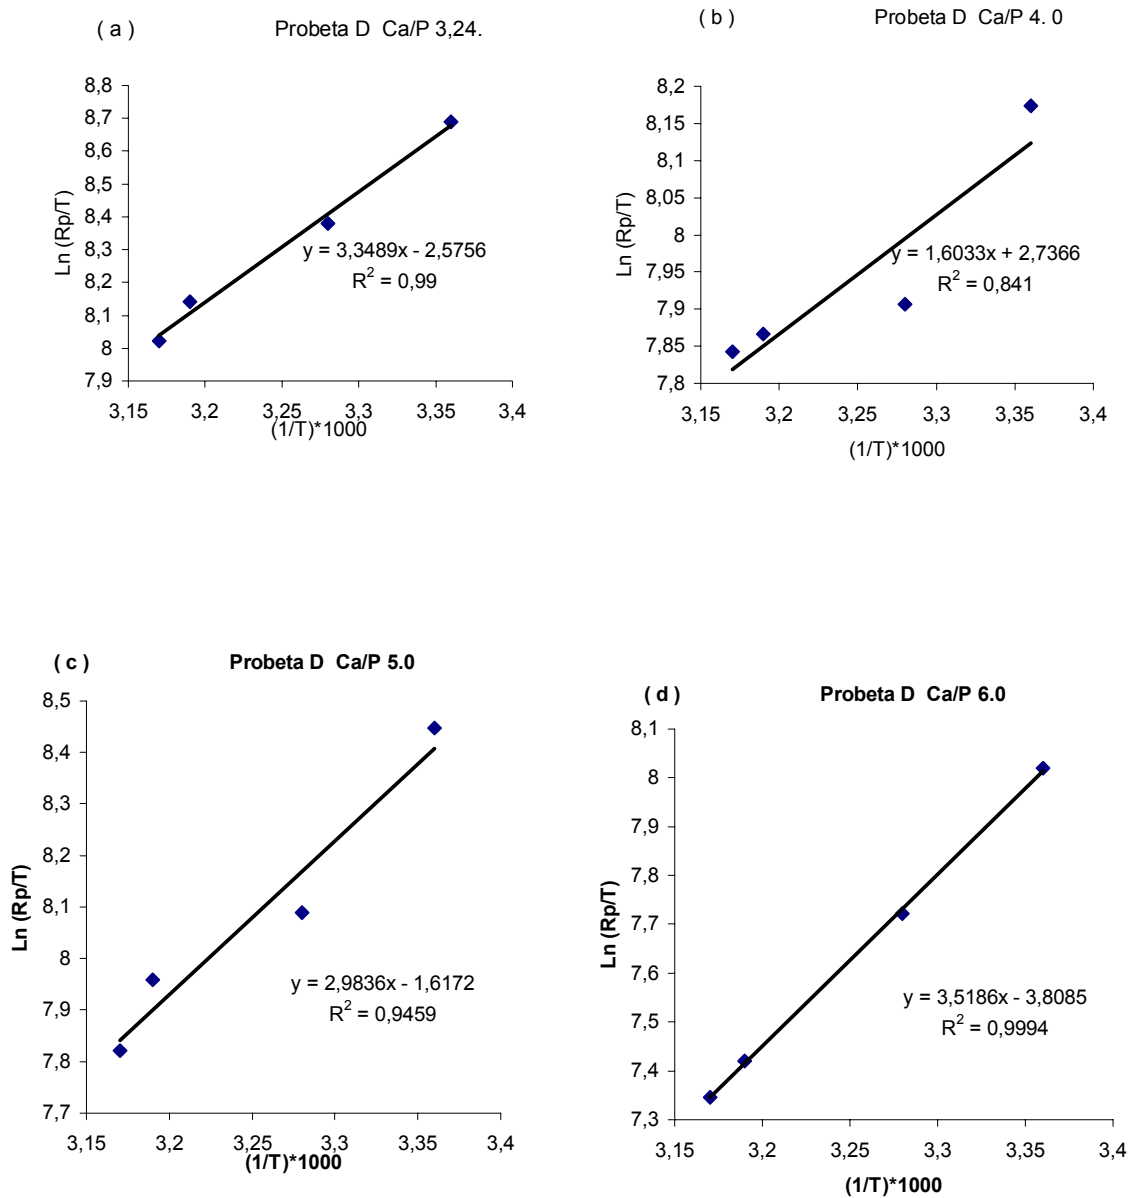 ( a ) Probeta D Ca/P 3,24.
8,8
8,7
8,6
8,5
8,4
8,3
8,2
8,1
8
7,9
Ln (Rp/T)
y = 3,3489x - 2,5756
R² = 0,99
3,15 3,2 3,25 3,3 3,35 3,4
(1/T)*1000
( b ) Probeta D Ca/P 4. 0
8,2
8,15
8,1
8,05
8
7,95
7,9
7,85
7,8
Ln (Rp/T)
y = 1,6033x + 2,7366
R² = 0,841
3,15 3,2 3,25 3,3 3,35 3,4
(1/T)*1000
( c ) Probeta D Ca/P 5.0
8,5
8,4
8,3
8,2
8,1
8
7,9
7,8
7,7
Ln (Rp/T)
y = 2,9836x - 1,6172
R² = 0,9459
3,15 3,2 3,25 3,3 3,35 3,4
(1/T)*1000
( d ) Probeta D Ca/P 6.0
8,1
8
7,9
7,8
7,7
7,6
7,5
7,4
7,3
Ln (Rp/T)
y = 3,5186x - 3,8085
R² = 0,9994
3,15 3,2 3,25 3,3 3,35 3,4
(1/T)*1000